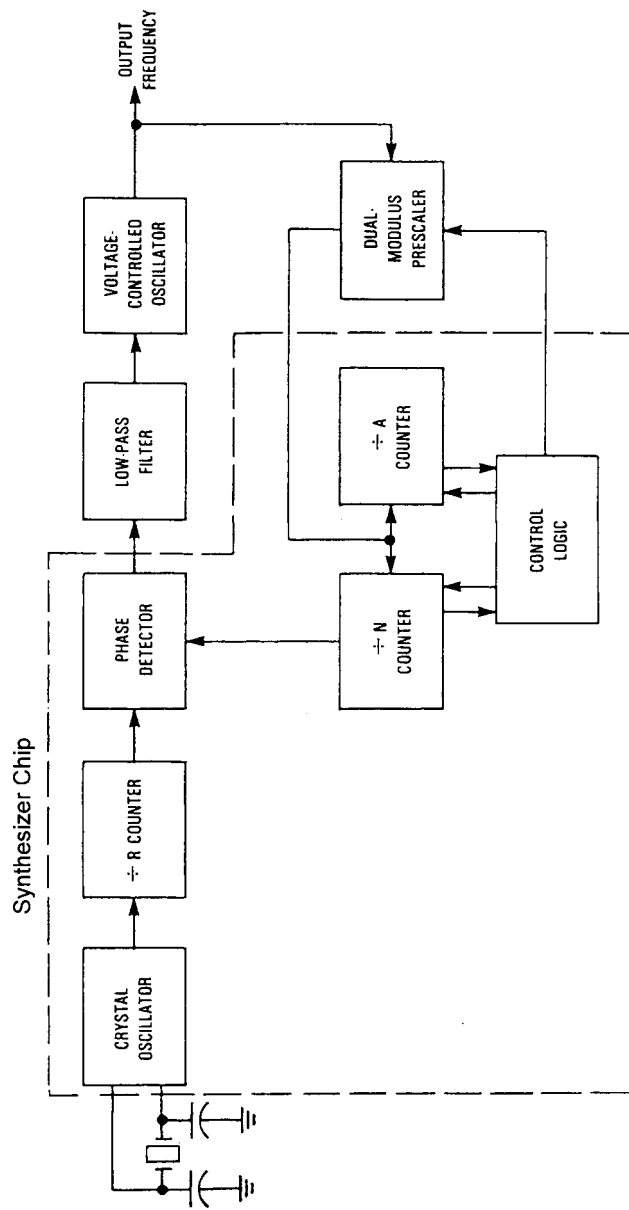 Synthesizer Chip
CRYSTAL
OSCILLATOR
÷ R COUNTER
PHASE
DETECTOR
LOW-PASS
FILTER
VOLTAGE-
CONTROLLED
OSCILLATOR
OUTPUT
FREQUENCY
÷ N
COUNTER
÷ A
COUNTER
DUAL-
MODULUS
PRESCALER
CONTROL
LOGIC